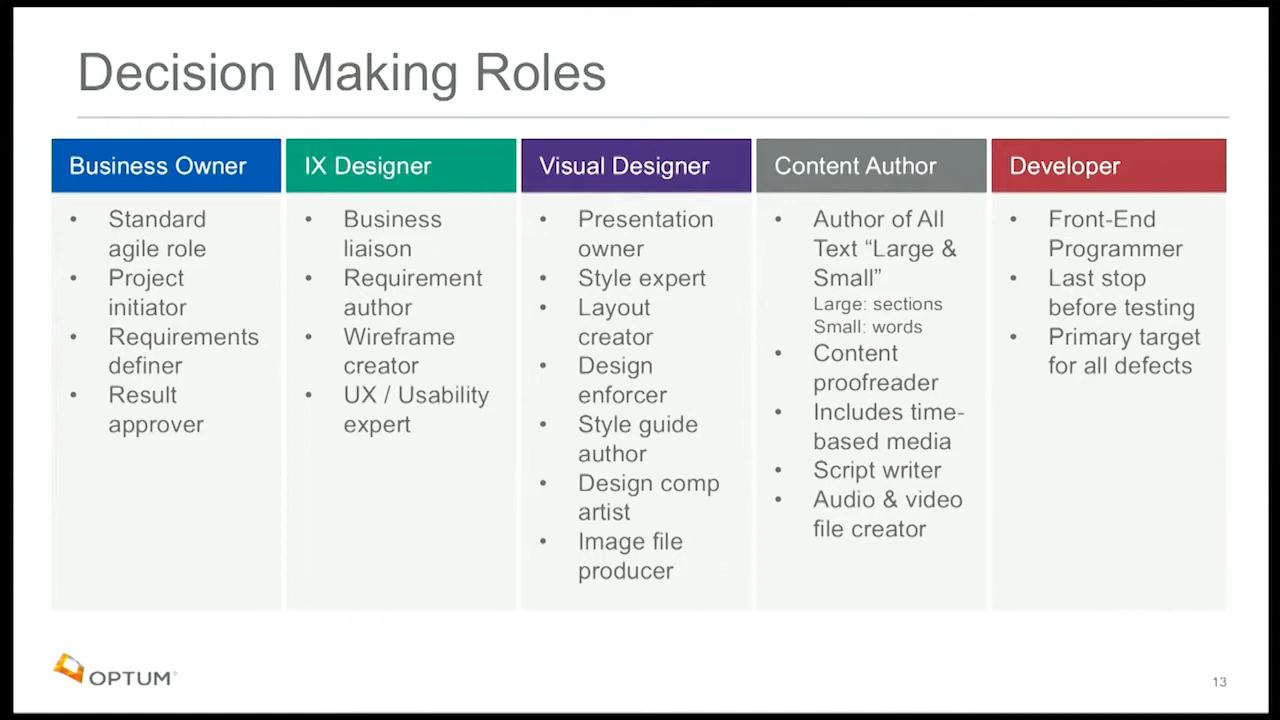 Decision Making Roles
Business Owner
• Standard
agile role
• Project
initiator
• Requirements
definer
• Result
approver
IX Designer
• Business
liaison
• Requirement
author
• Wireframe
creator
• UX / Usability
expert
Visual Designer
• Presentation
owner
• Style expert
• Layout
creator
• Design
enforcer
• Style guide
author
• Design comp
artist
• Image file
producer
Content Author
• Author of All
Text “Large &
Small”
Large: sections
Small: words
• Content
proofreader
• Includes time-
based media
• Script writer
• Audio & video
file creator
Developer
• Front-End
Programmer
• Last stop
before testing
• Primary target
for all defects
OPTUM
13